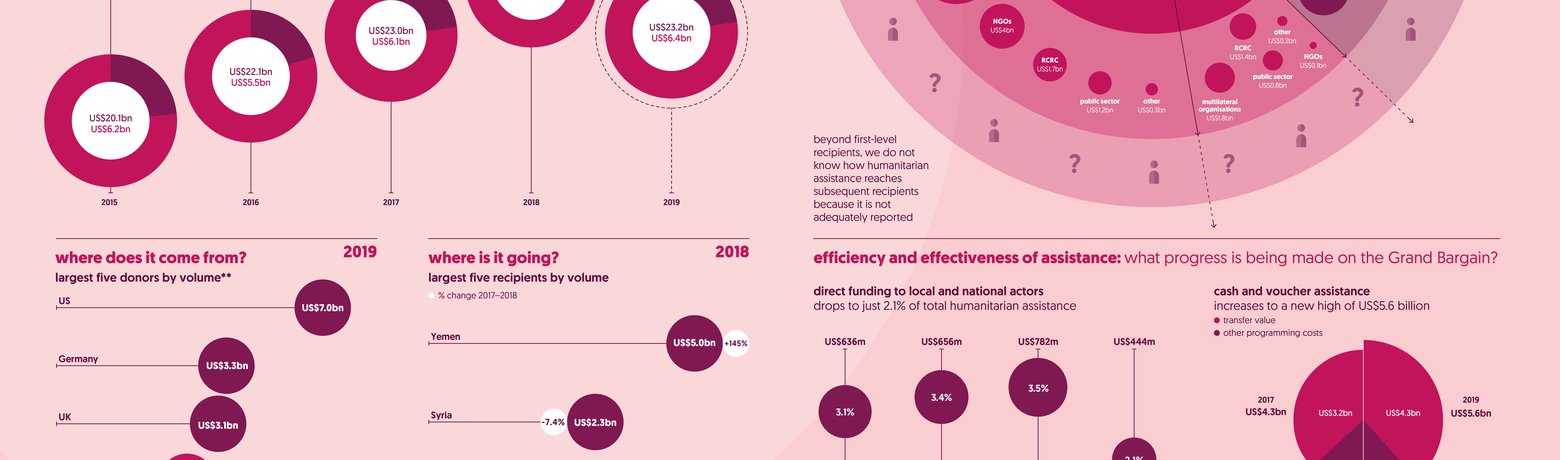 US$20.1bn
US$6.2bn
2015
US$22.1bn
US$5.5bn
2016
US$23.0bn
US$6.1bn
2017
2018
US$23.2bn
US$6.4bn
2019
NGOs
US$4bn
RCRC
US$1.7bn
public sector
US$1.2bn
other
US$0.3bn
multilateral
organisations
US$1.8bn
RCRC
US$1.4bn
other
US$0.2bn
public sector
US$0.8bn
NGOs
US$0.1bn
?
?
?
?
beyond first-level
recipients, we do not
know how humanitarian
assistance reaches
subsequent recipients
because it is not
adequately reported
where does it come from? 2019
largest five donors by volume**
US
US$7.0bn
Germany
US$3.3bn
UK
US$3.1bn
where is it going? 2018
largest five recipients by volume
% change 2017–2018
Yemen
US$5.0bn
+145%
Syria
-7.4%
US$2.3bn
efficiency and effectiveness of assistance: what progress is being made on the Grand Bargain?
direct funding to local and national actors
drops to just 2.1% of total humanitarian assistance
US$636m
US$656m
US$782m
US$444m
3.1%
3.4%
3.5%
2.1%
cash and voucher assistance
increases to a new high of US$5.6 billion
transfer value
other programming costs
2017
US$4.3bn
US$3.2bn
US$4.3bn
2019
US$5.6bn